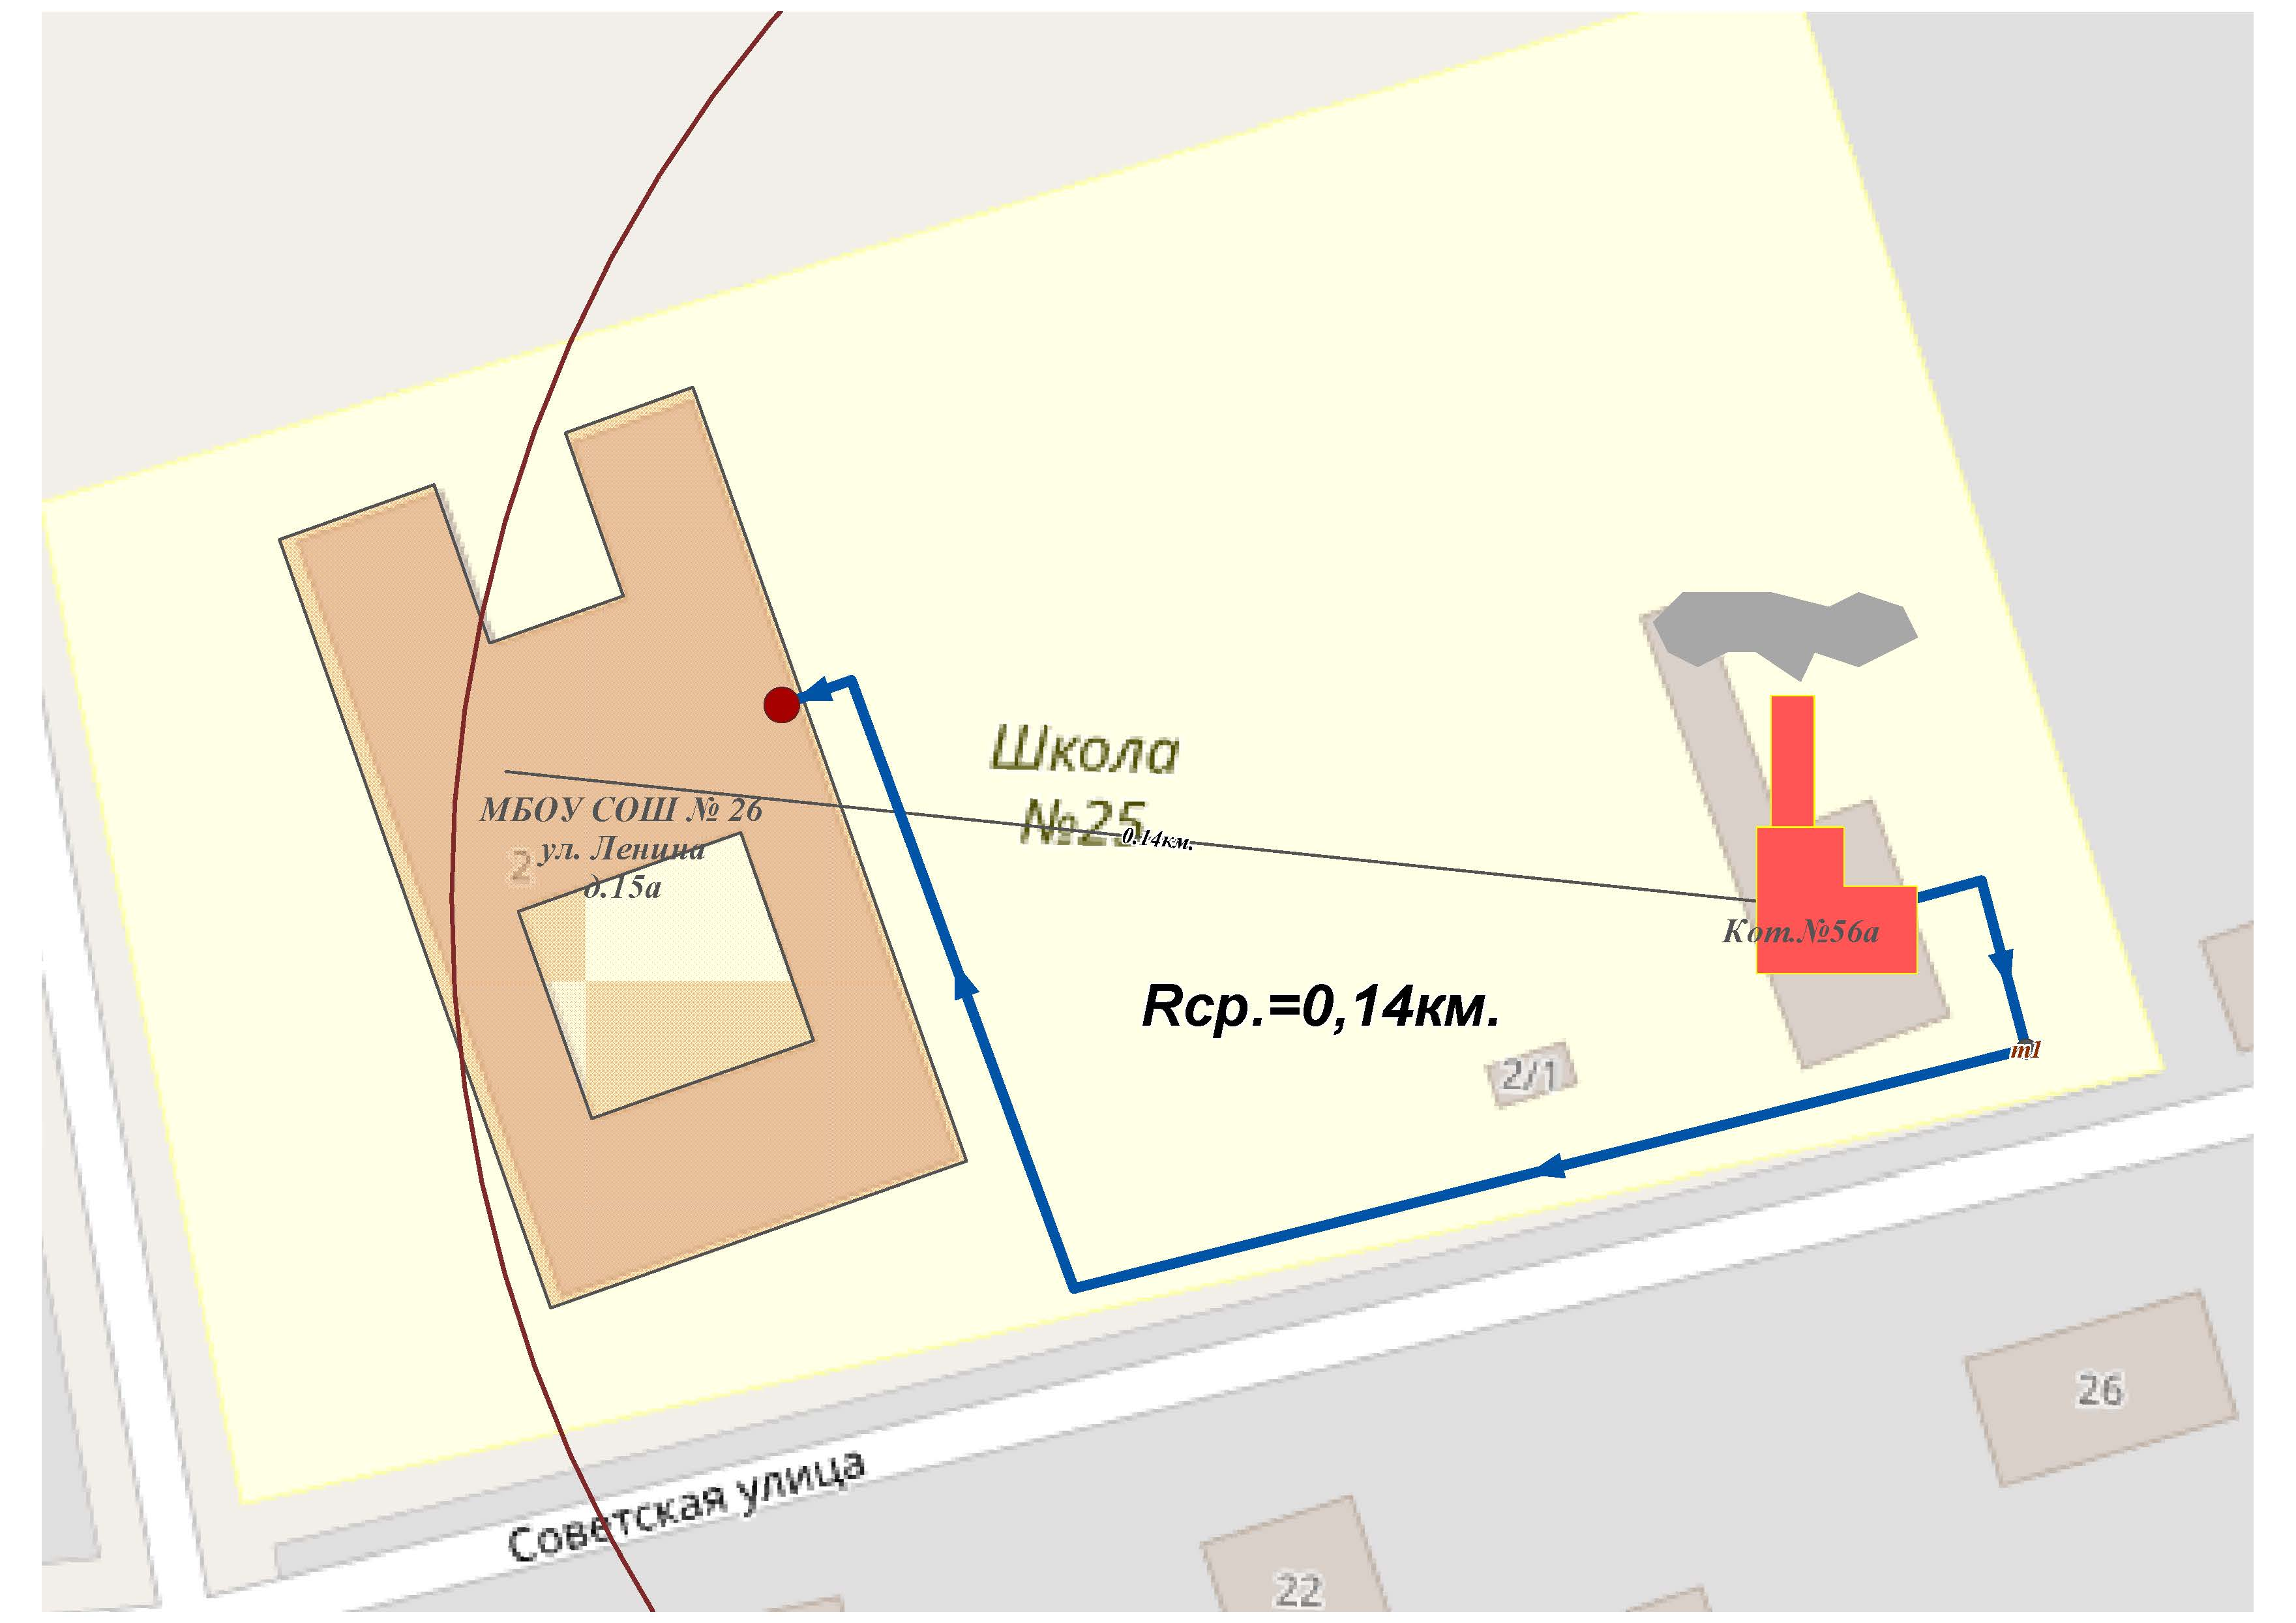 Школа
№25
0.14км.
МБОУ СОШ № 26
ул. Ленина
2
д.15а
Кот.№56а
Rср.=0,14км.
m1
2/1
26
Советская улица
22